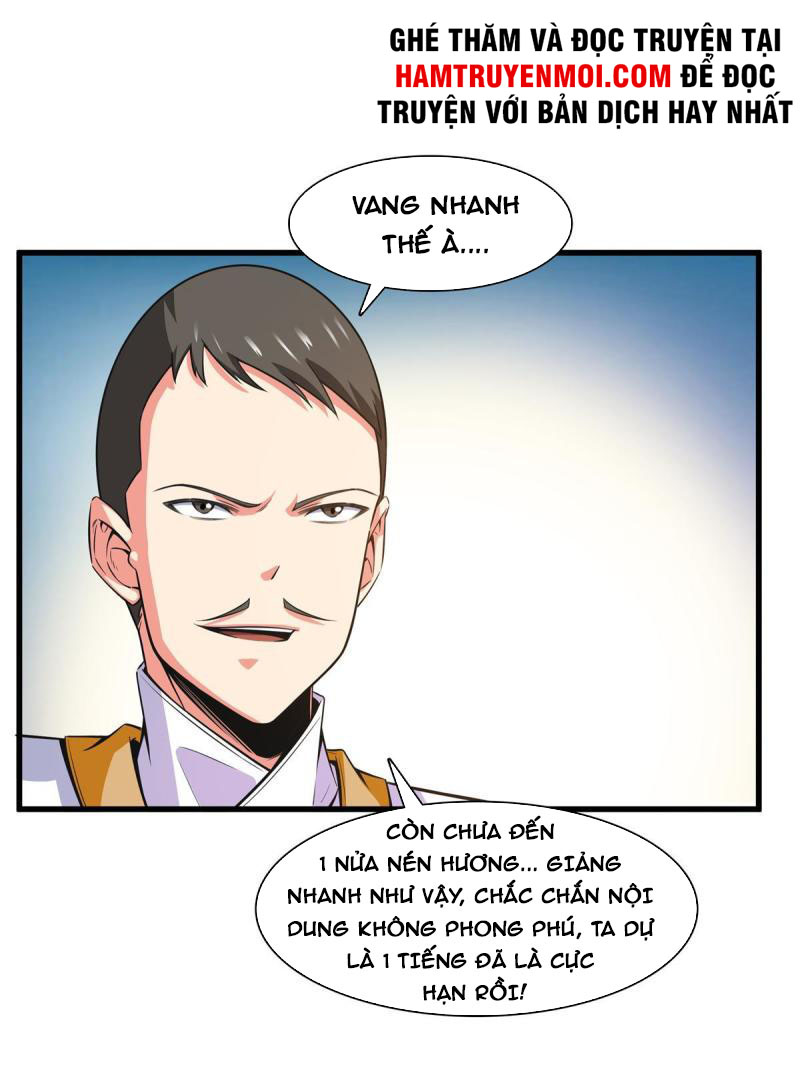 GHÉ THĂM VÀ ĐỌC TRUYỆN TẠI
HAMTRUYENMOI.COM ĐỂ ĐỌC
TRUYỆN VỚI BẢN DỊCH HAY NHẤT
VANG NHANH
THẾ À....
CÒN CHƯA ĐẾN
1 NỬA NÉN HƯƠNG... GIẢNG
NHANH NHƯ VẬY, CHẮC CHẮN NỘI
DUNG KHÔNG PHONG PHÚ, TA DỰ
LÀ 1 TIẾNG ĐÃ LÀ CỰC
HẠN RỒI!